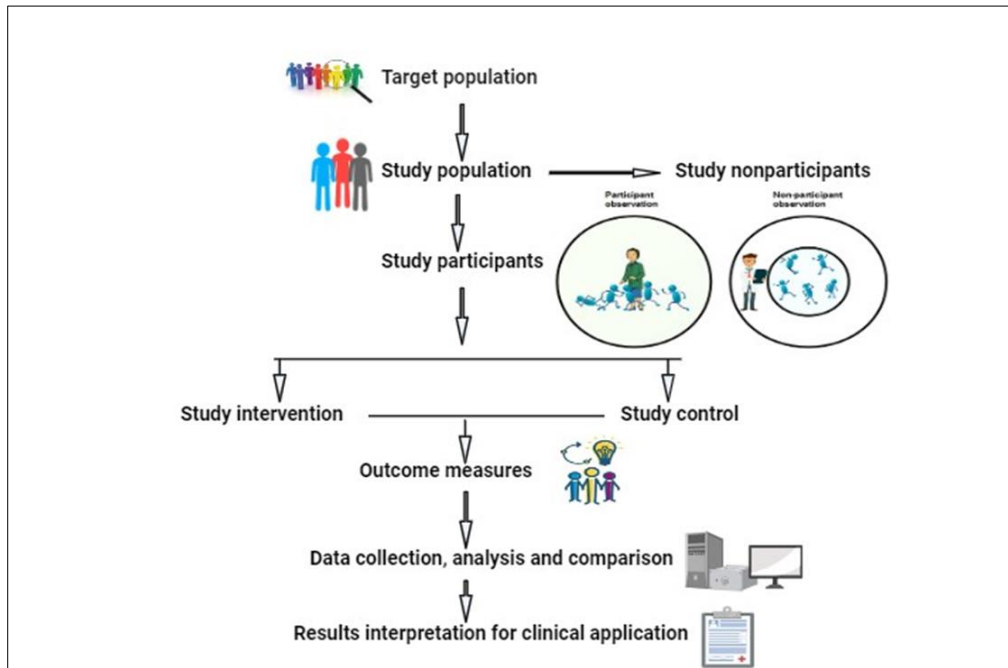 Target population
Study population
Study nonparticipants
Participant
observation
Non-participant
observation
Study participants
Study intervention
Study control
Outcome measures
Data collection, analysis and comparison
Results interpretation for clinical application